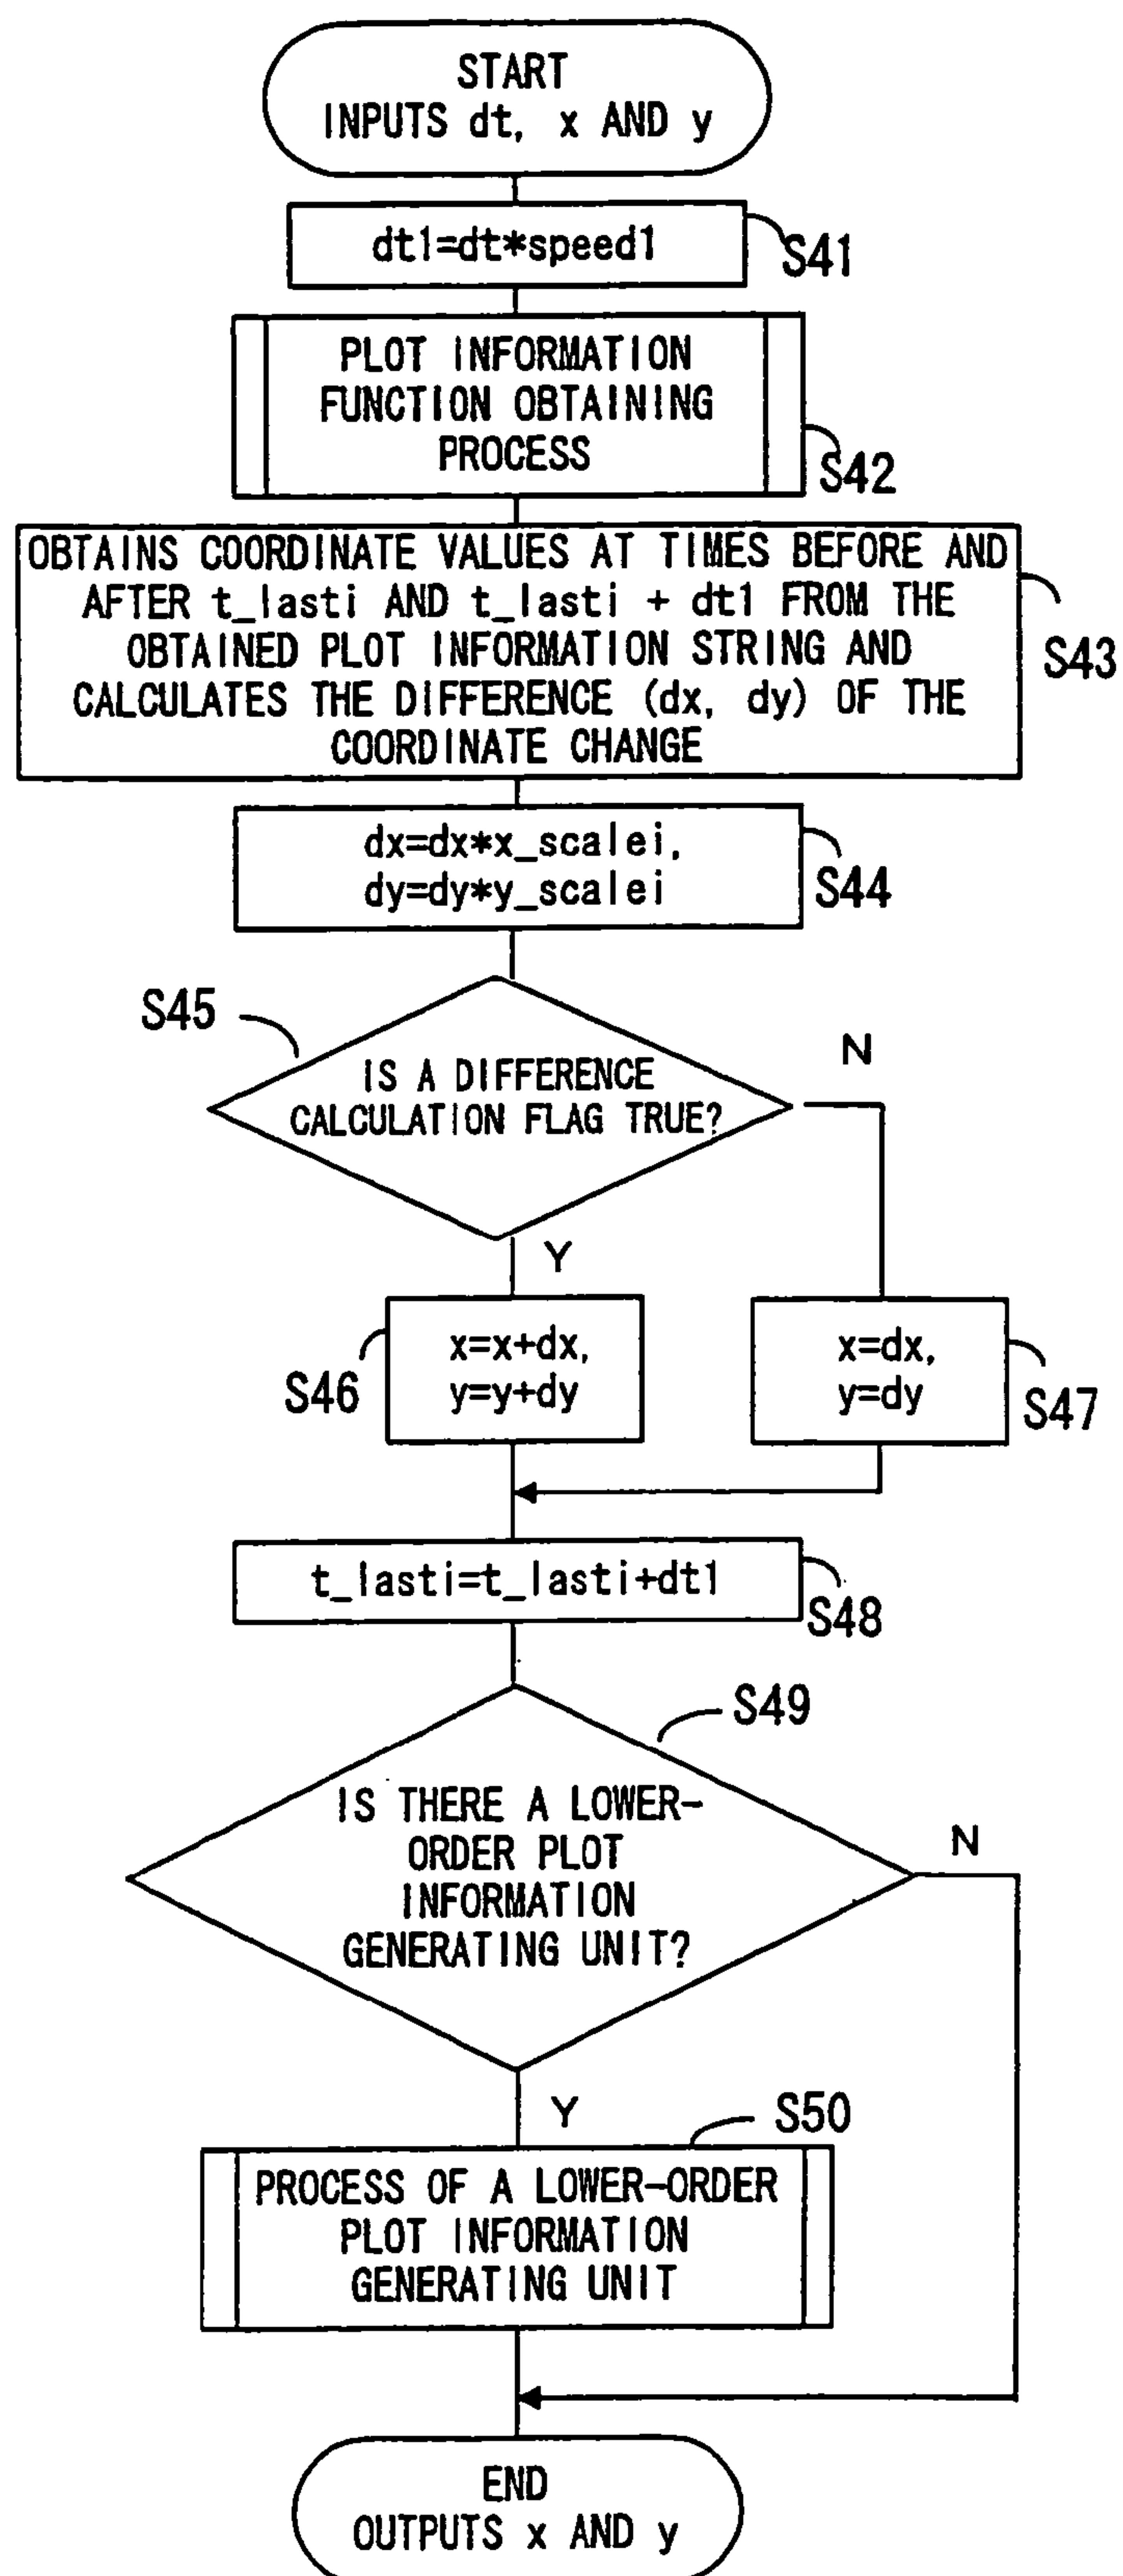 START
INPUTS dt, x AND y
dt1=dt*speed1
S41
PLOT INFORMATION
FUNCTION OBTAINING
PROCESS
S42
OBTAINS COORDINATE VALUES AT TIMES BEFORE AND
AFTER t_lasti AND t_lasti + dt1 FROM THE
OBTAINED PLOT INFORMATION STRING AND
CALCULATES THE DIFFERENCE (dx, dy) OF THE
COORDINATE CHANGE
S43
dx=dx*x_scalei,
dy=dy*y_scalei
S44
S45
IS A DIFFERENCE
CALCULATION FLAG TRUE?
N
Y
x=x+dx,
y=y+dy
S46
x=dx,
y=dy
S47
t_lasti=t_lasti+dt1
S48
S49
IS THERE A LOWER-
ORDER PLOT
INFORMATION
GENERATING UNIT?
N
Y
S50
PROCESS OF A LOWER-ORDER
PLOT INFORMATION
GENERATING UNIT
END
OUTPUTS x AND y